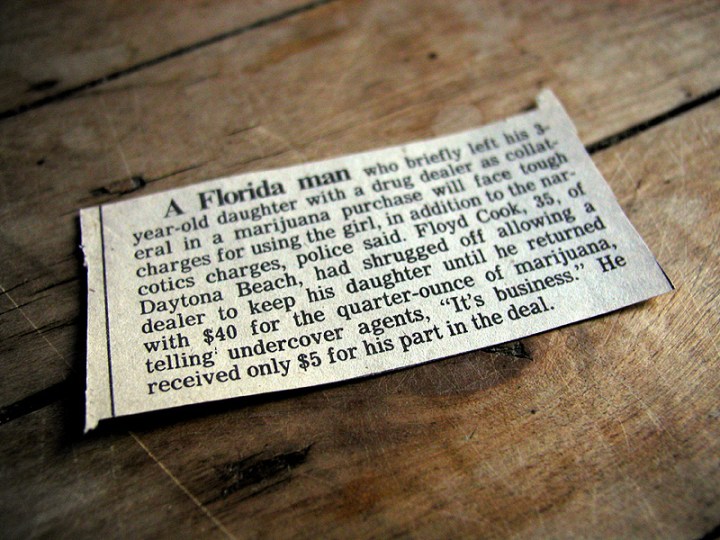 A Florida man who briefly left his 3-
year-old daughter with a drug dealer as collat-
eral in a marijuana purchase will face tough
charges for using the girl, in addition to the nar-
cotics charges, police said. Floyd Cook, 35, of
Daytona Beach, had shrugged off allowing a
dealer to keep his daughter until he returned
with $40 for the quarter-ounce of marijuana,
telling undercover agents, “It's business.” He
received only $5 for his part in the deal.